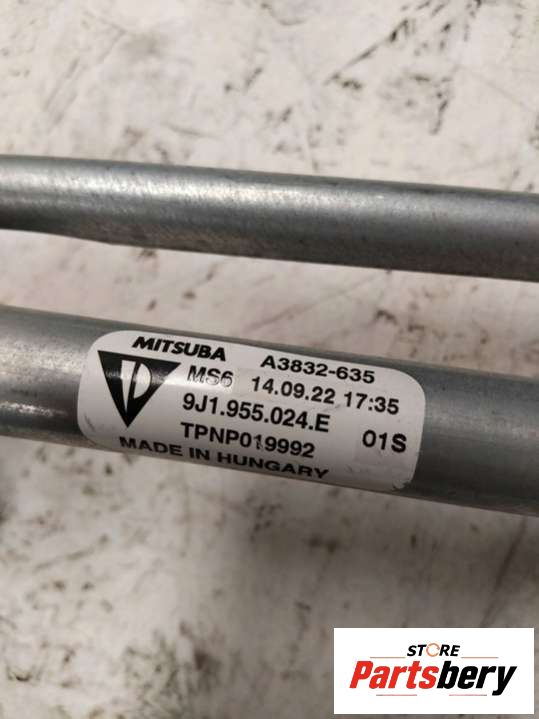 MITSUBA A3832-635
MS6 14.09.22 17:35
9J1.955.024.E 01S
TPNP019992
MADE IN HUNGARY
STORE
Partsbery